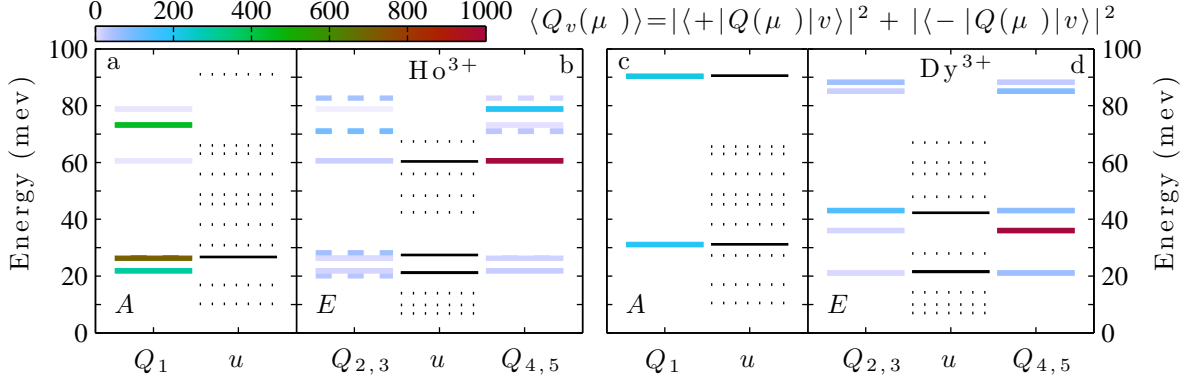 0 200 400 600 800 1000 ⟨Q_v(μ )⟩=|⟨+|Q(μ )|v⟩|² + |⟨- |Q(μ )|v⟩|²
100 a Ho³⁺ b c Dy³⁺ d 100
80 80
60 60
40 40
20 20
0 A E A E 0
Energy (mev)
Energy (mev)
Q₁ u Q₂,₃ u Q₄,₅ Q₁ u Q₂,₃ u Q₄,₅